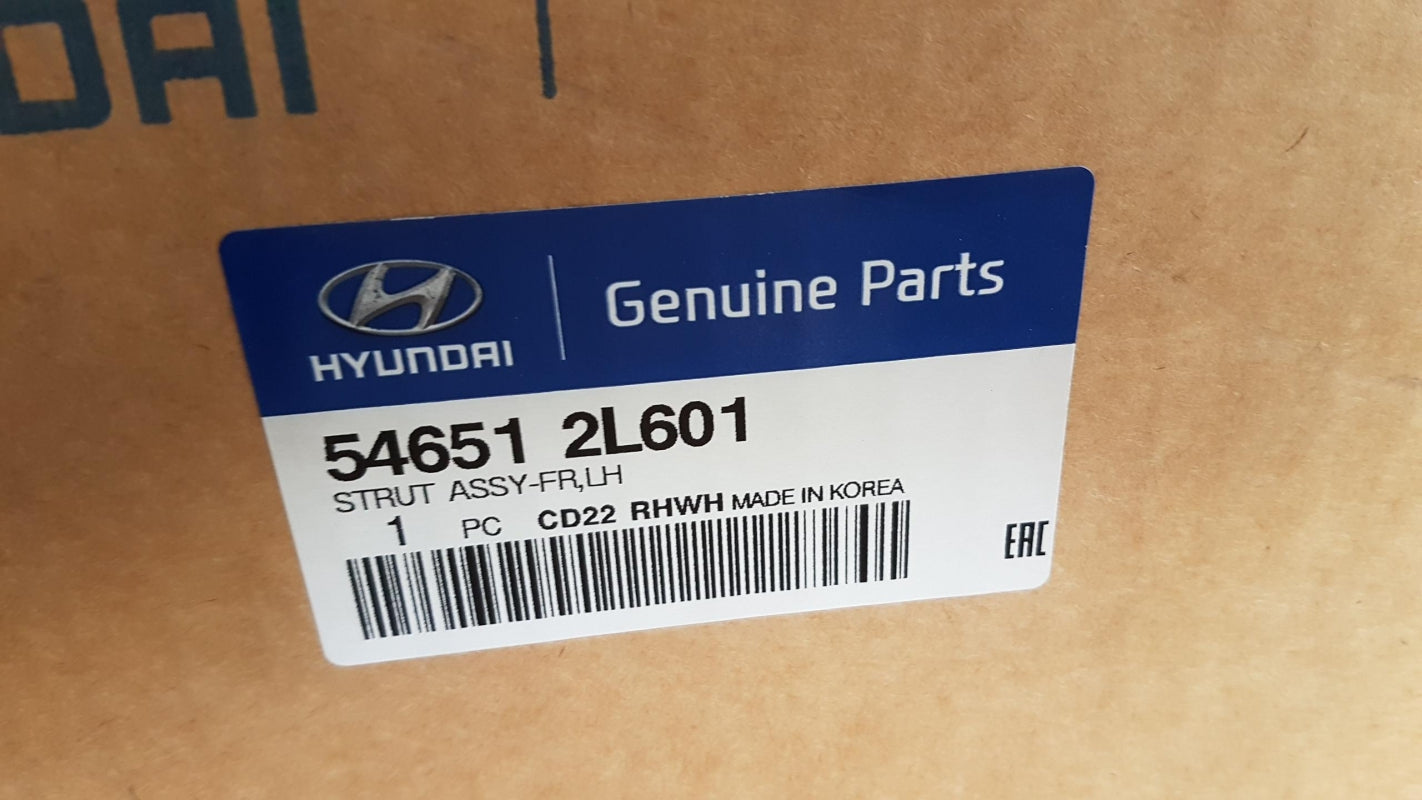 DAI
HYUNDAI
Genuine Parts
54651 2L601
STRUT ASSY-FR,LH
1 PC CD22 RHWH MADE IN KOREA
EAC